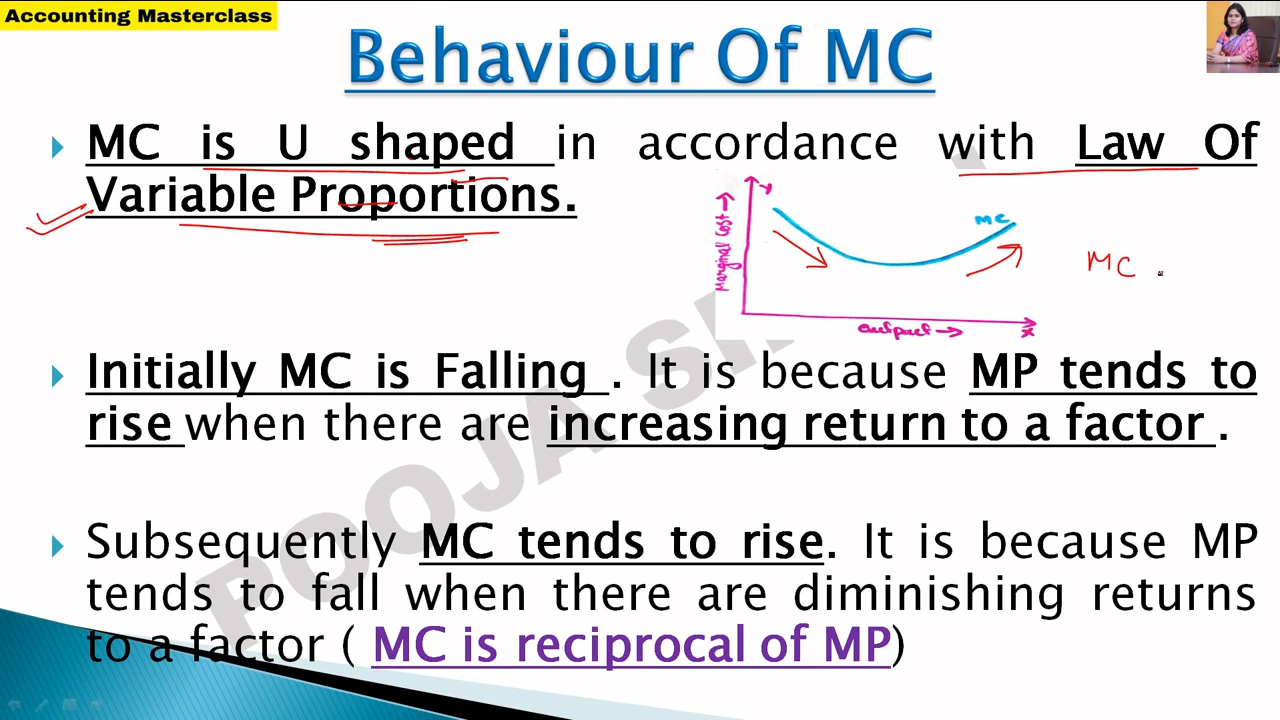 Accounting Masterclass
Behaviour Of MC
MC is U shaped in accordance with Law Of
Variable Proportions.
Y
Marginal Cost →
MC
output →
X
MC
Initially MC is Falling . It is because MP tends to
rise when there are increasing return to a factor .
Subsequently MC tends to rise. It is because MP
tends to fall when there are diminishing returns
to a factor ( MC is reciprocal of MP)
POOJA